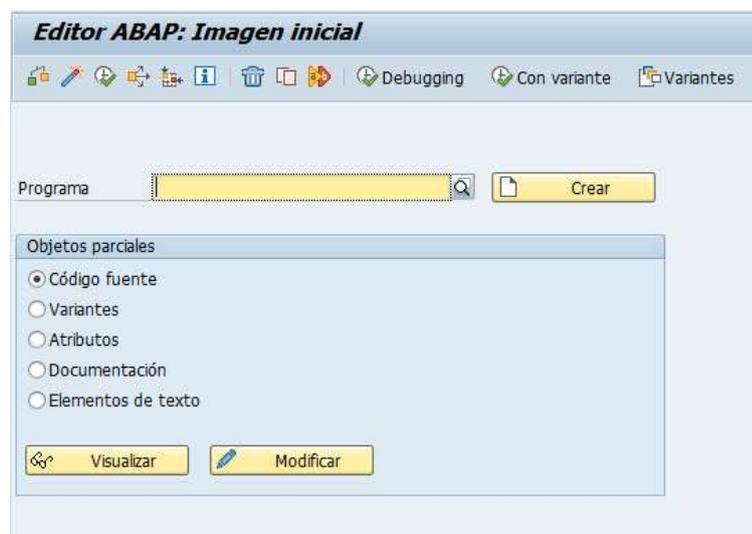 Editor ABAP: Imagen inicial
Debugging Con variante Variantes
Programa Crear
Objetos parciales
Código fuente
Variantes
Atributos
Documentación
Elementos de texto
Visualizar Modificar